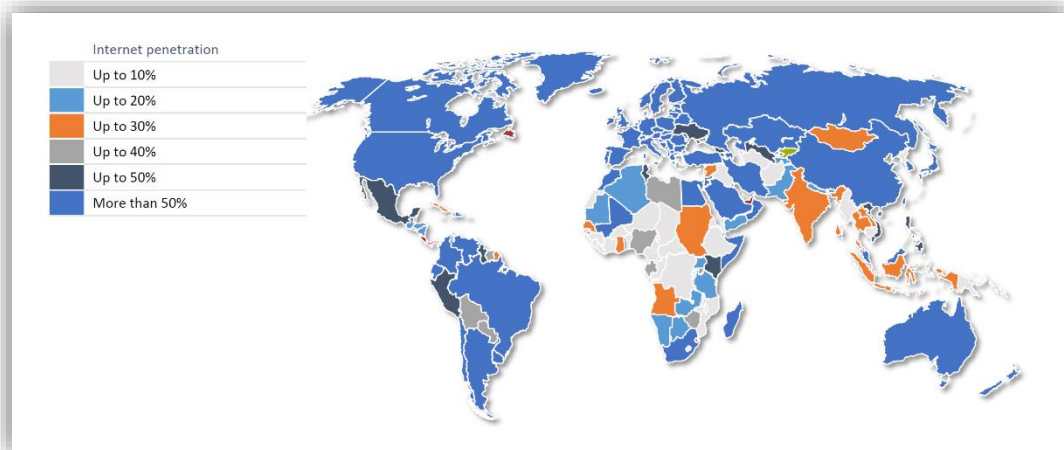 Internet penetration
Up to 10%
Up to 20%
Up to 30%
Up to 40%
Up to 50%
More than 50%